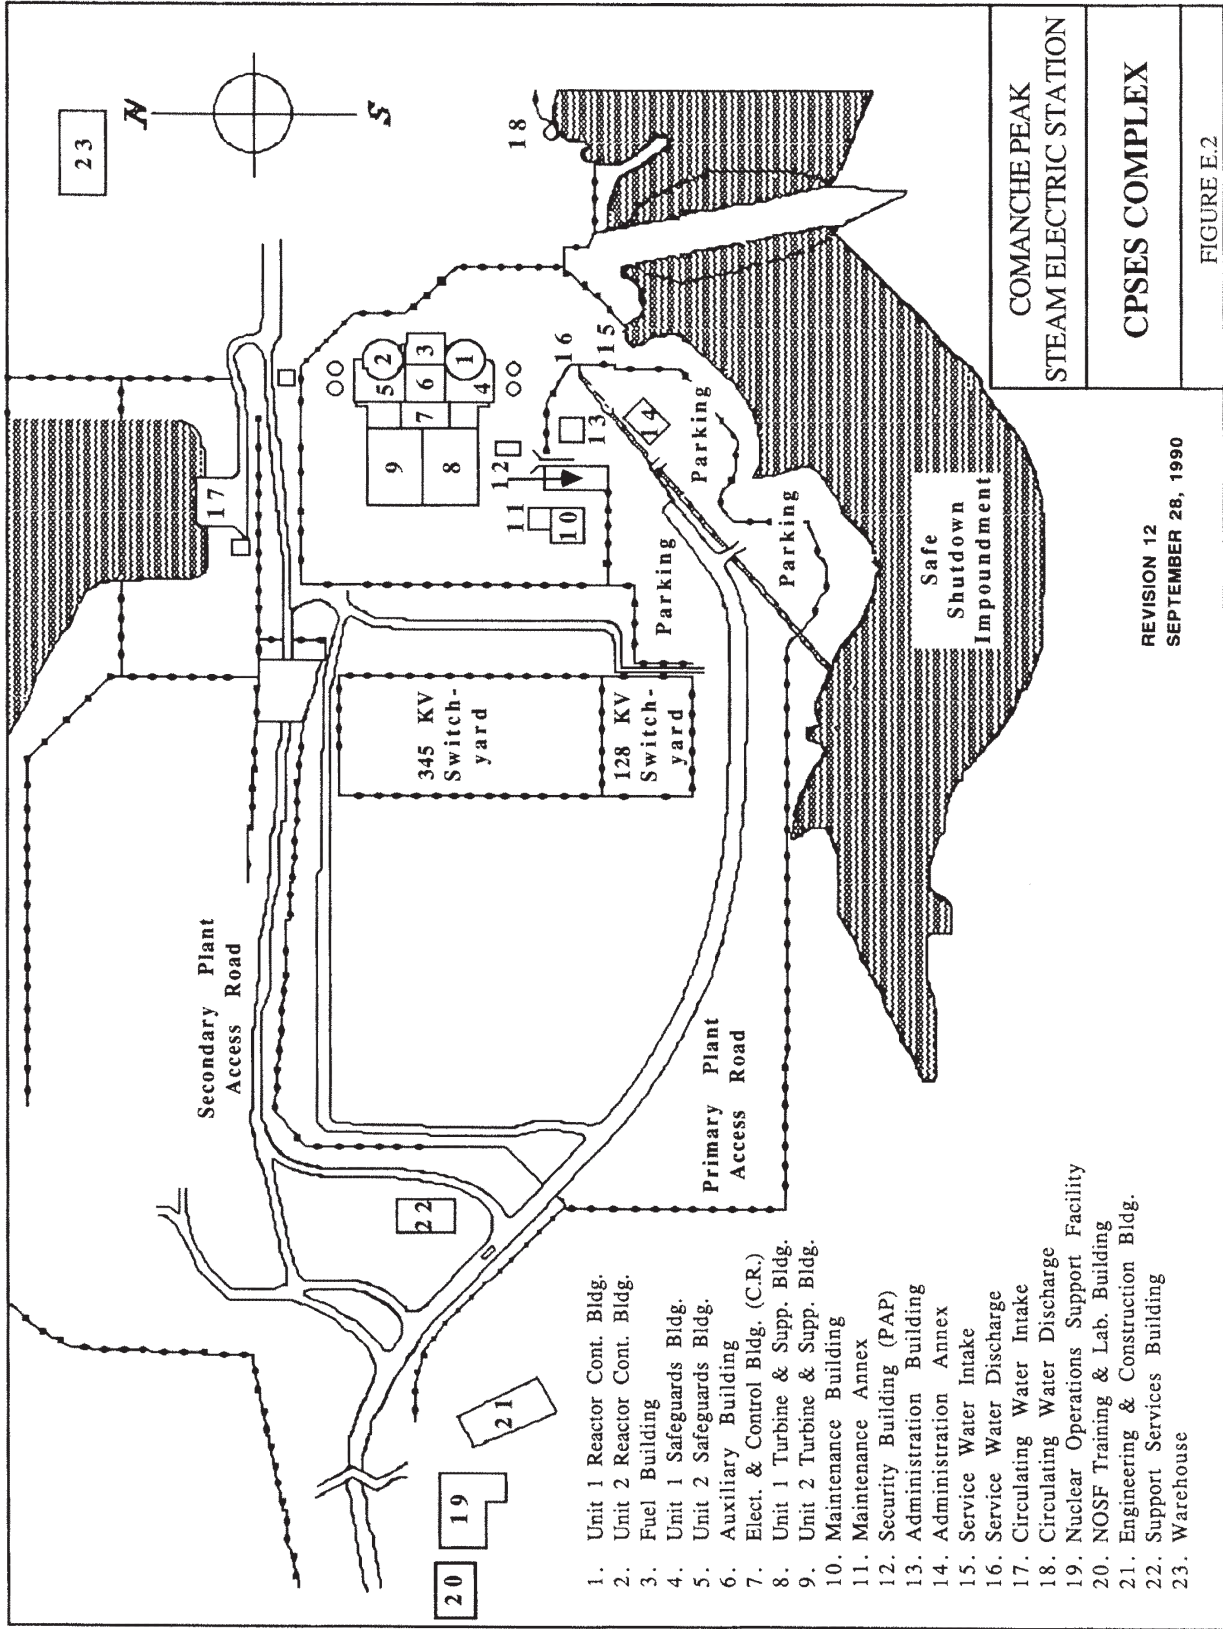 23
N
S
18
17
2
5
3
6
1
4
7
9
8
16
15
13
14
12
11
10
Parking
Parking
Parking
345 KV
Switch-
yard
128 KV
Switch-
yard
Secondary Plant
Access Road
Primary Plant
Access Road
Safe
Shutdown
Impoundment
22
21
19
20
1. Unit 1 Reactor Cont. Bldg.
2. Unit 2 Reactor Cont. Bldg.
3. Fuel Building
4. Unit 1 Safeguards Bldg.
5. Unit 2 Safeguards Bldg.
6. Auxiliary Building
7. Elect. & Control Bldg. (C.R.)
8. Unit 1 Turbine & Supp. Bldg.
9. Unit 2 Turbine & Supp. Bldg.
10. Maintenance Building
11. Maintenance Annex
12. Security Building (PAP)
13. Administration Building
14. Administration Annex
15. Service Water Intake
16. Service Water Discharge
17. Circulating Water Intake
18. Circulating Water Discharge
19. Nuclear Operations Support Facility
20. NOSF Training & Lab. Building
21. Engineering & Construction Bldg.
22. Support Services Building
23. Warehouse
REVISION 12
SEPTEMBER 28, 1990
COMANCHE PEAK
STEAM ELECTRIC STATION
CPSES COMPLEX
FIGURE E.2